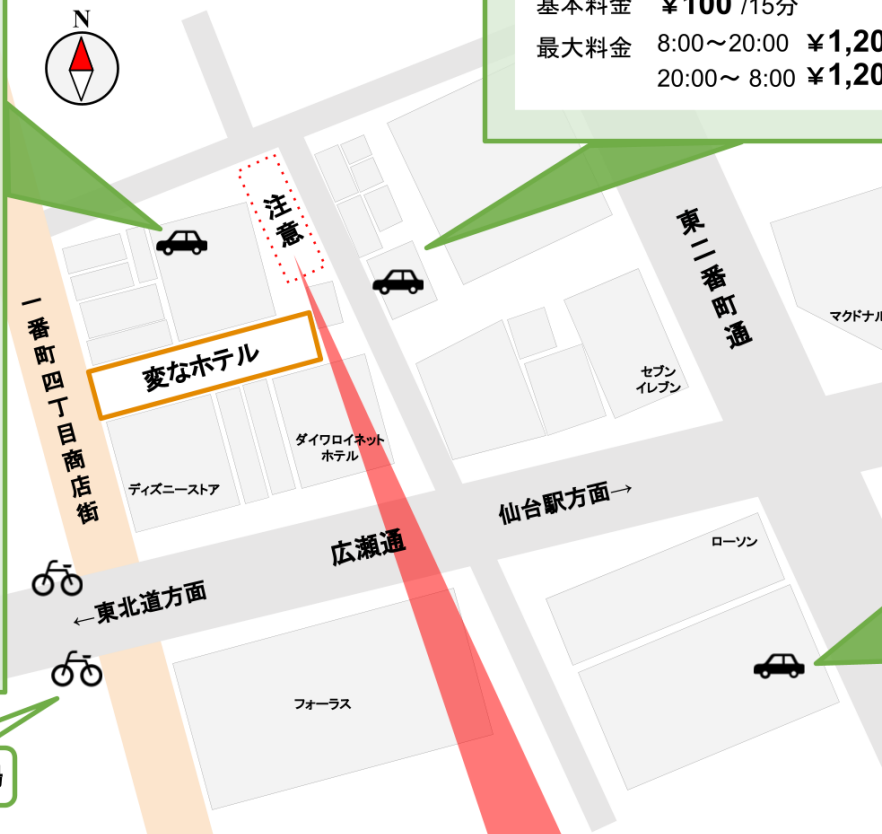 N
基本料金 ¥100 /15分
最大料金 8:00～20:00 ¥1,20
20:00～ 8:00 ¥1,20
注意
東二番町通
マクドナル
一番町四丁目商店街
変なホテル
セブン
イレブン
ダイワロイネット
ホテル
ディズニーストア
仙台駅方面→
広瀬通
←東北道方面
ローソン
フォーラス